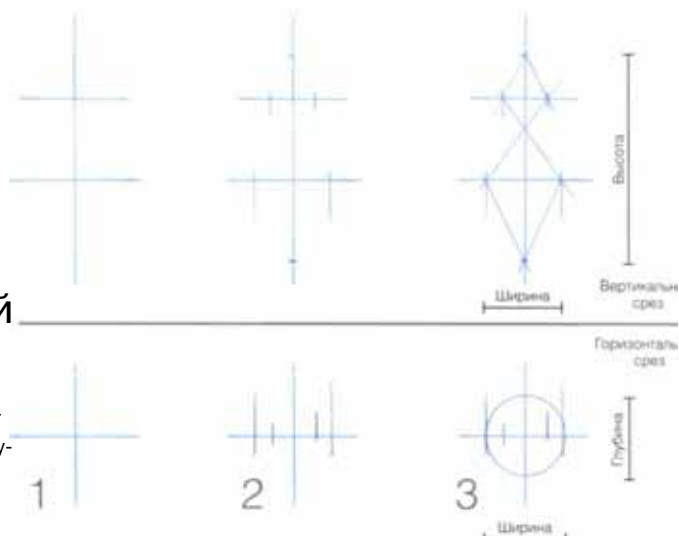 Высота
Ширина
Вертикальн
срез
й
Горизонталь
срез
у-
Глубина
1
2
3
Ширина